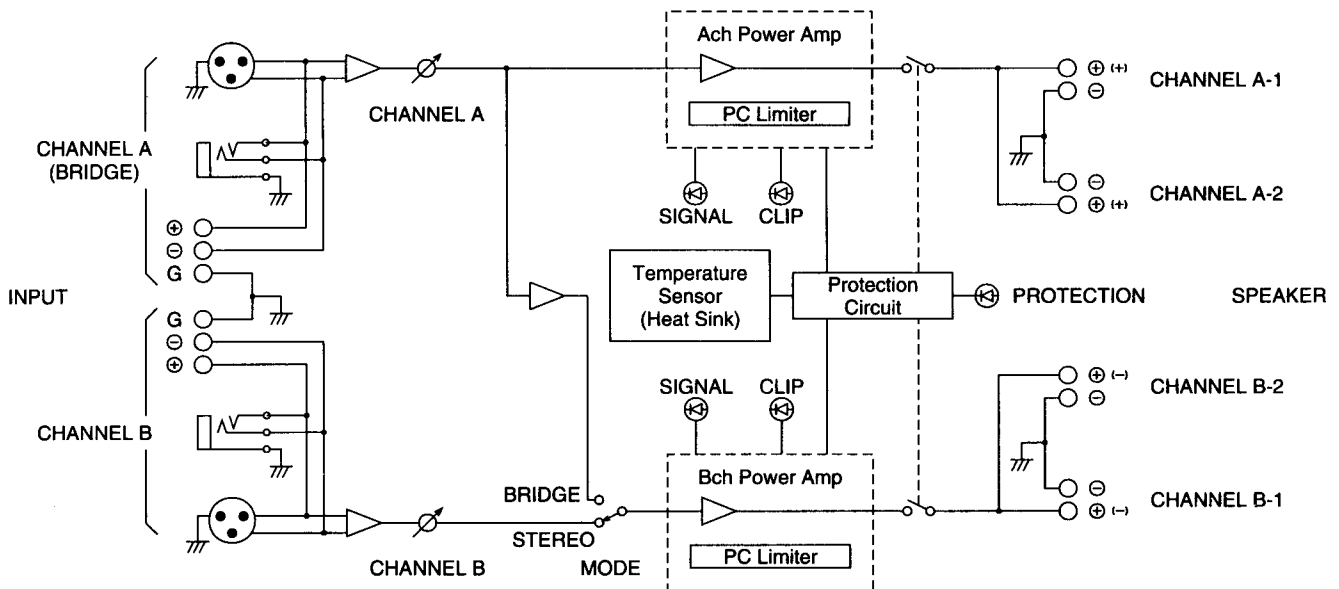 Ach Power Amp
PC Limiter
CHANNEL A
CHANNEL A
(BRIDGE)
⊕
⊖
G
INPUT
G
⊖
⊕
CHANNEL B
CHANNEL B
SIGNAL
CLIP
Temperature
Sensor
(Heat Sink)
Protection
Circuit
PROTECTION
SIGNAL
CLIP
Bch Power Amp
PC Limiter
BRIDGE
STEREO
MODE
⊕ (+) CHANNEL A-1
⊖
⊖
⊕ (+) CHANNEL A-2
SPEAKER
⊕ (−) CHANNEL B-2
⊖
⊖
⊕ (−) CHANNEL B-1